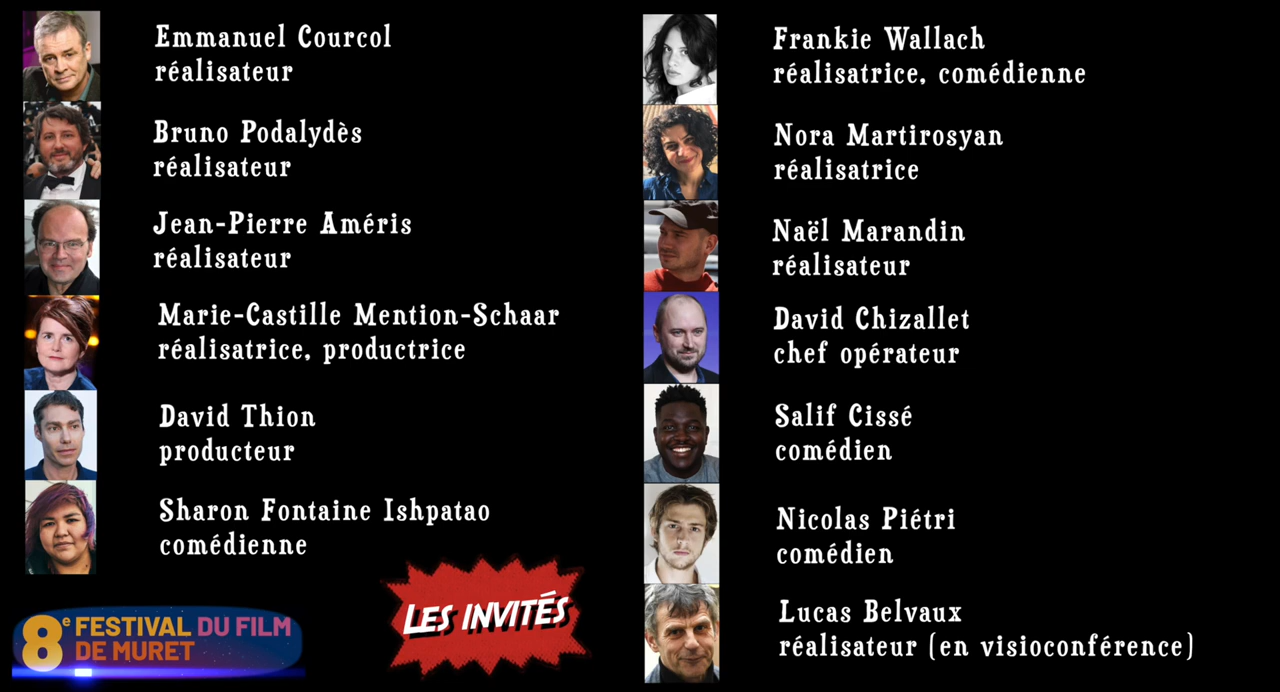 Emmanuel Courcol
réalisateur
Bruno Podalydès
réalisateur
Jean-Pierre Améris
réalisateur
Marie-Castille Mention-Schaar
réalisatrice, productrice
David Thion
producteur
Sharon Fontaine Ishpatao
comédienne
8e FESTIVAL DU FILM
DE MURET
LES INVITÉS
Frankie Wallach
réalisatrice, comédienne
Nora Martirosyan
réalisatrice
Naël Marandin
réalisateur
David Chizallet
chef opérateur
Salif Cissé
comédien
Nicolas Piétri
comédien
Lucas Belvaux
réalisateur (en visioconférence)